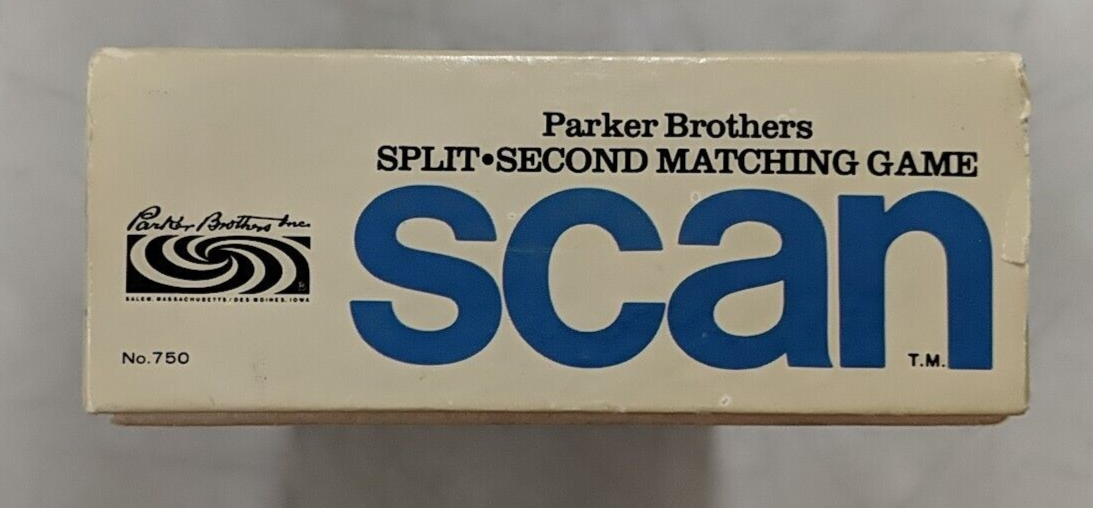 Parker Brothers
SPLIT•SECOND MATCHING GAME
scan
T.M.
Parker Brothers Inc.
SALEM, MASSACHUSETTS / DES MOINES, IOWA
No.750